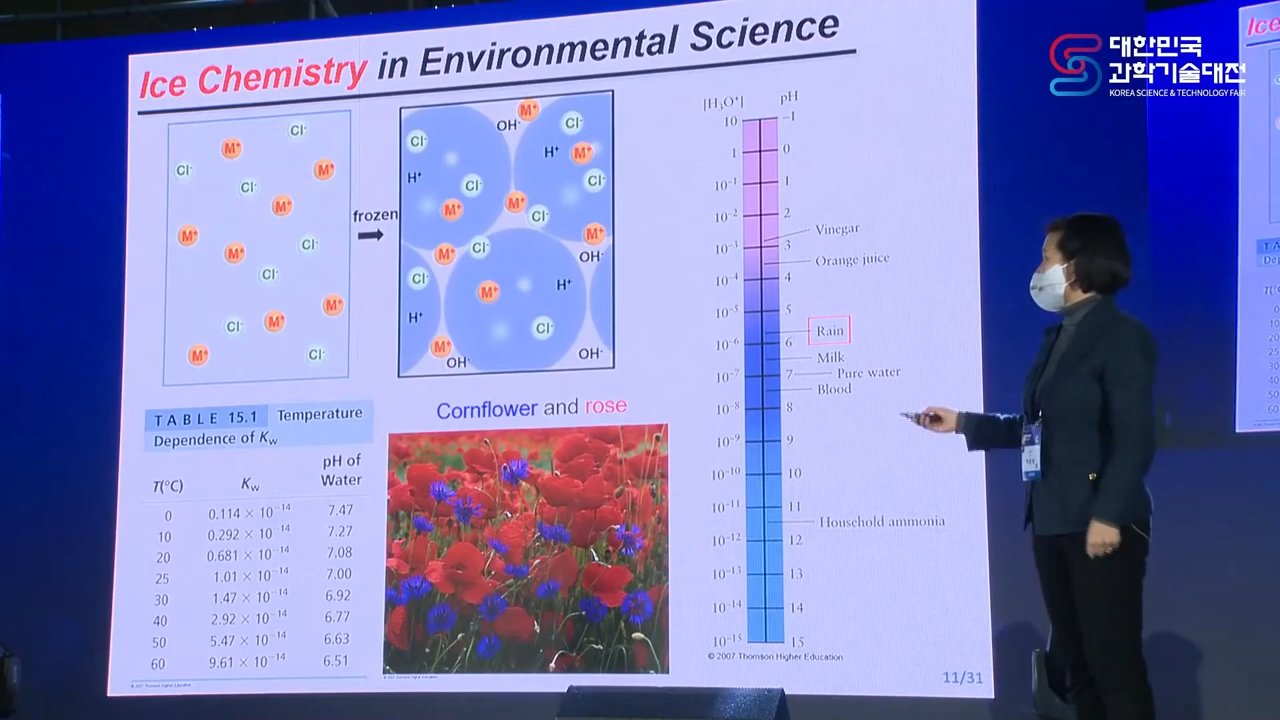 Ice Chemistry in Environmental Science
대한민국
과학기술대전
KOREA SCIENCE & TECHNOLOGY FAIR
Cl-
M+
Cl-
M+
Cl-
M+
M+
M+
Cl-
Cl-
M+
Cl-
M+
M+
Cl-
frozen
M+
OH-
Cl-
Cl-
H+
M+
H+
Cl-
Cl-
M+
M+
Cl-
M+
Cl-
M+
OH-
Cl-
M+
H+
H+
Cl-
M+
OH-
OH-
TABLE 15.1 Temperature
Dependence of Kw
T(°C) Kw pH of Water
0 0.114 × 10⁻¹⁴ 7.47
10 0.292 × 10⁻¹⁴ 7.27
20 0.681 × 10⁻¹⁴ 7.08
25 1.01 × 10⁻¹⁴ 7.00
30 1.47 × 10⁻¹⁴ 6.92
40 2.92 × 10⁻¹⁴ 6.77
50 5.47 × 10⁻¹⁴ 6.63
60 9.61 × 10⁻¹⁴ 6.51
Cornflower and rose
[H₃O⁺] pH
10 -1
1 0
10⁻¹ 1
10⁻² 2
Vinegar
10⁻³ 3
Orange juice
10⁻⁴ 4
10⁻⁵ 5
Rain
10⁻⁶ 6
Milk
10⁻⁷ 7 Pure water
Blood
10⁻⁸ 8
10⁻⁹ 9
10⁻¹⁰ 10
10⁻¹¹ 11
Household ammonia
10⁻¹² 12
10⁻¹³ 13
10⁻¹⁴ 14
10⁻¹⁵ 15
© 2007 Thomson Higher Education
11/31
Ice